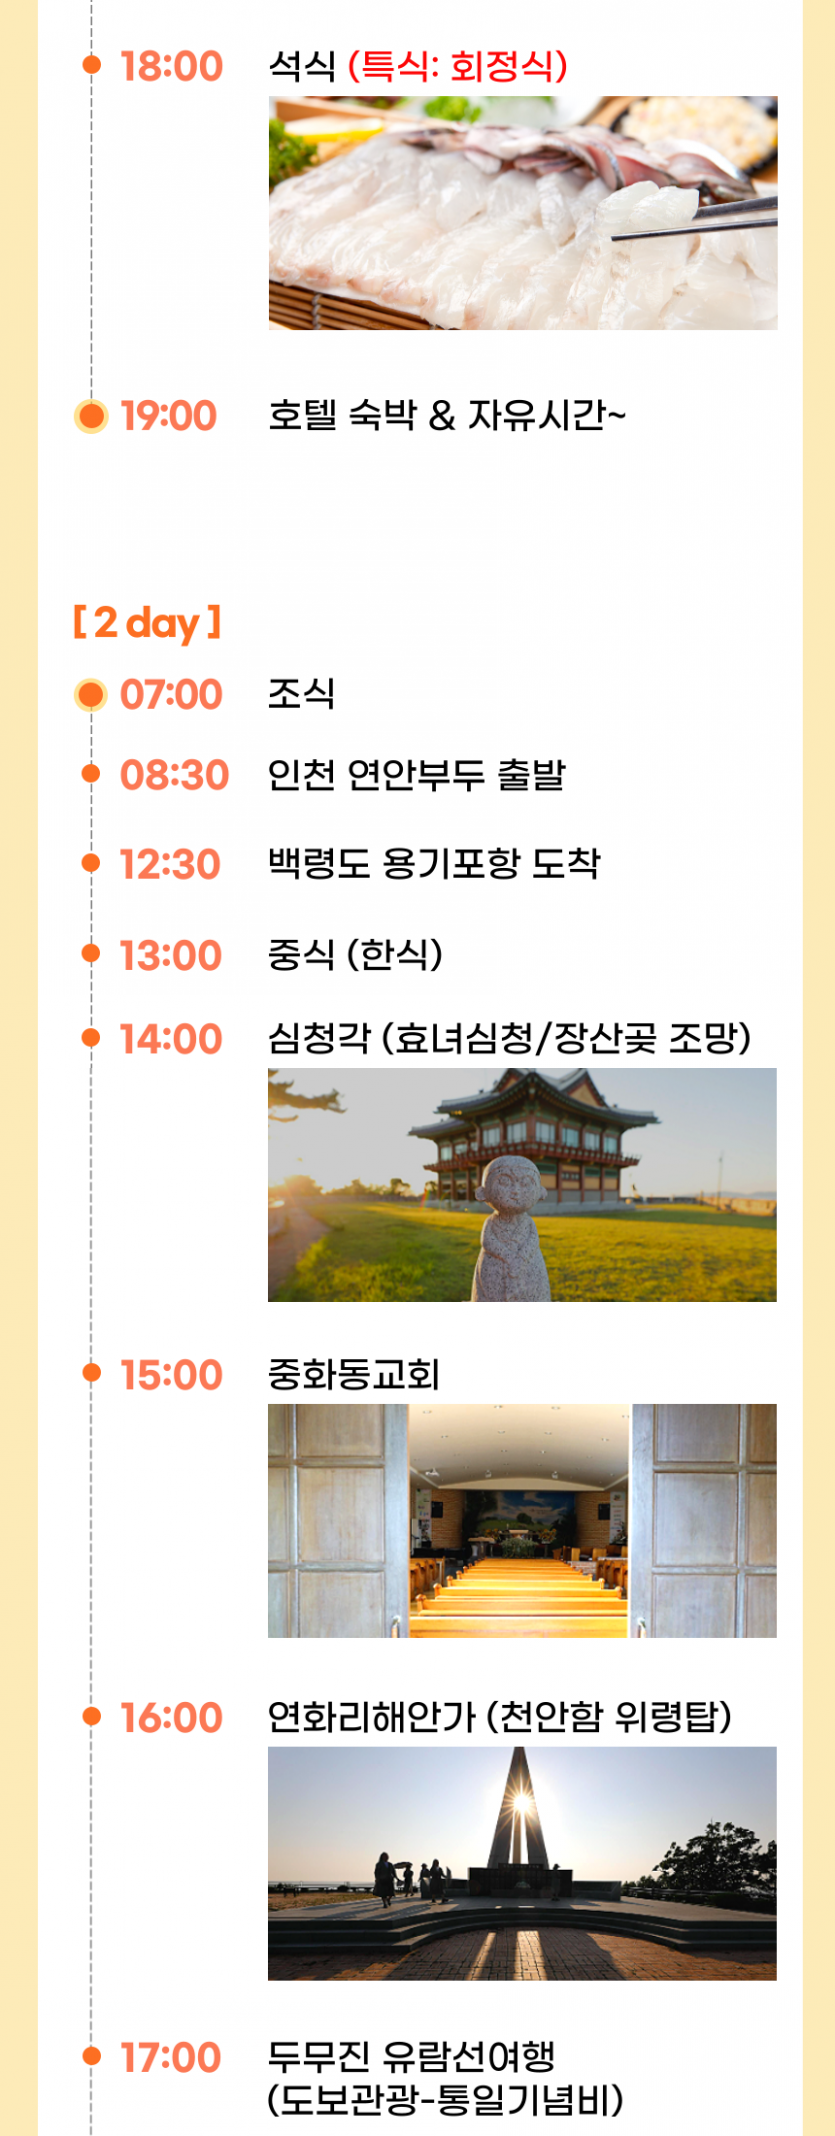 18:00 석식 (특식: 회정식)
19:00 호텔 숙박 & 자유시간~
[ 2 day ]
07:00 조식
08:30 인천 연안부두 출발
12:30 백령도 용기포항 도착
13:00 중식 (한식)
14:00 심청각 (효녀심청/장산곶 조망)
15:00 중화동교회
16:00 연화리해안가 (천안함 위령탑)
17:00 두무진 유람선여행
(도보관광-통일기념비)